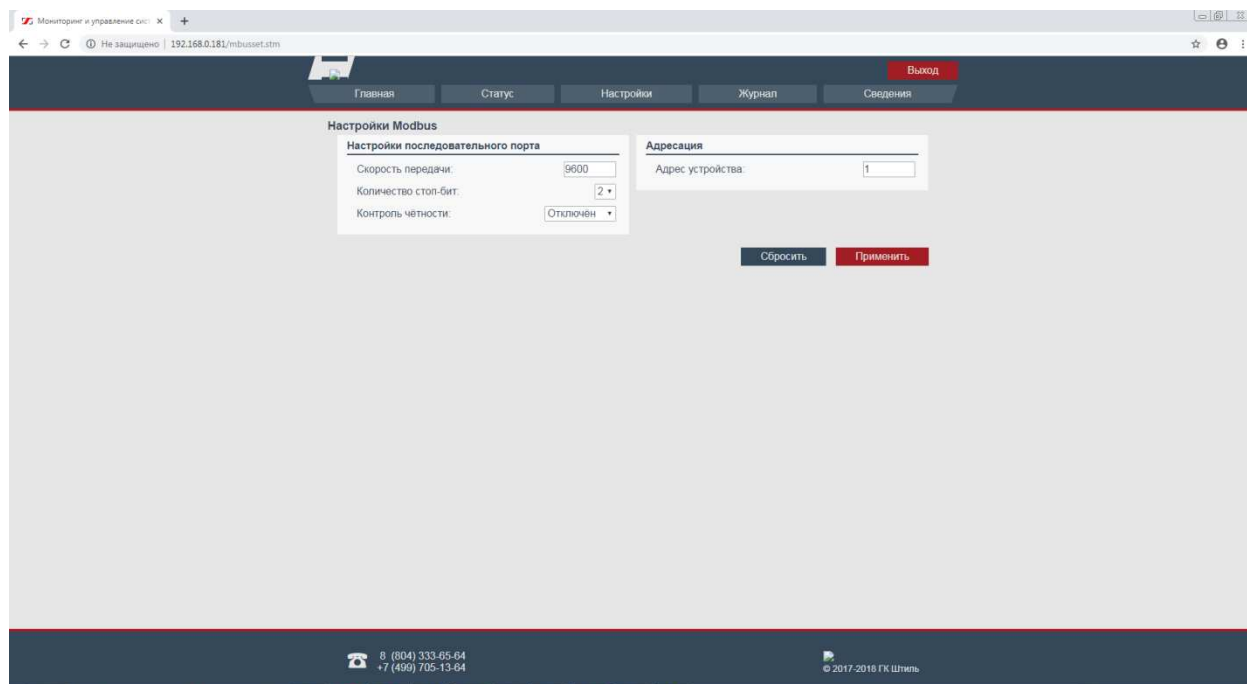 Мониторинг и управление сист
Не защищено | 192.168.0.181/mbusset.stm
Выход
Главная Статус Настройки Журнал Сведения
Настройки Modbus
Настройки последовательного порта
Скорость передачи: 9600
Количество стоп-бит: 2
Контроль чётности: Отключён
Адресация
Адрес устройства: 1
Сбросить Применить
8 (804) 333-65-64
+7 (499) 705-13-64
© 2017-2018 ГК Штиль